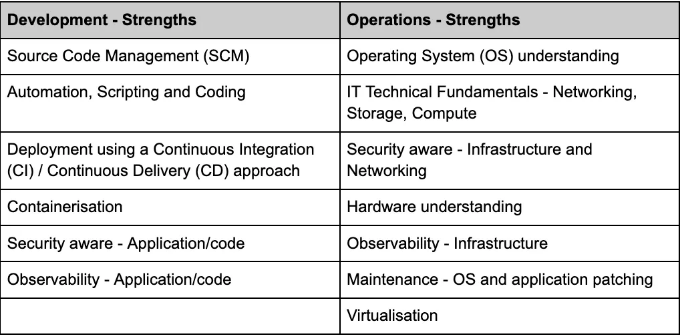 Development - Strengths
Operations - Strengths
Source Code Management (SCM)
Operating System (OS) understanding
Automation, Scripting and Coding
IT Technical Fundamentals - Networking,
Storage, Compute
Deployment using a Continuous Integration
(CI) / Continuous Delivery (CD) approach
Security aware - Infrastructure and
Networking
Containerisation
Hardware understanding
Security aware - Application/code
Observability - Infrastructure
Observability - Application/code
Maintenance - OS and application patching
Virtualisation